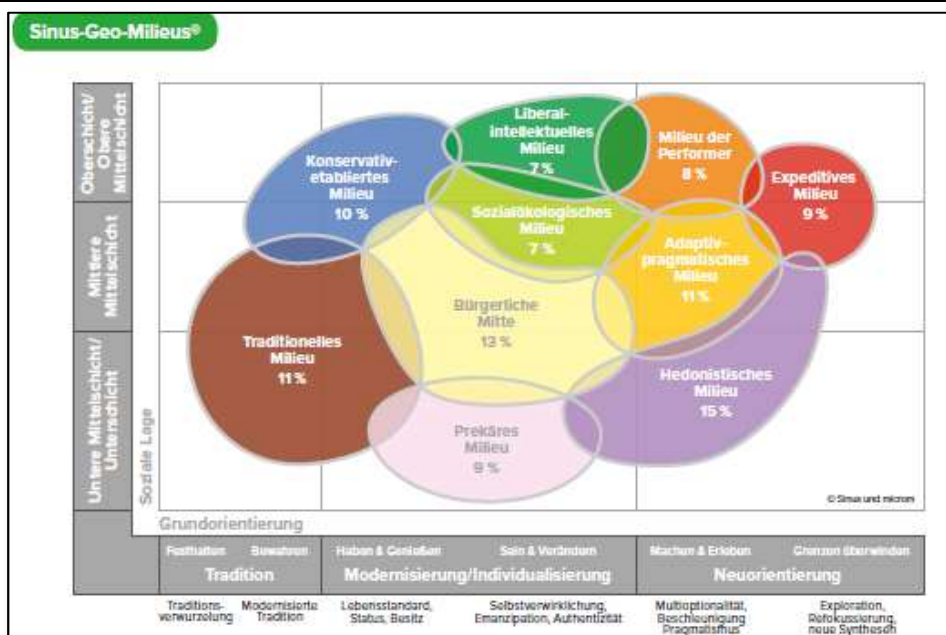 Sinus-Geo-Milieus®
Oberschicht/
Obere
Mittelschicht
Mittlere
Mittelschicht
Untere Mittelschicht/
Unterschicht
Soziale Lage
Konservativ-
etabliertes
Milieu
10 %
Liberal-
intellektuelles
Milieu
7 %
Milieu der
Performer
8 %
Expeditives
Milieu
9 %
Sozialökologisches
Milieu
7 %
Adaptiv-
pragmatisches
Milieu
11 %
Traditionelles
Milieu
11 %
Bürgerliche
Mitte
13 %
Hedonistisches
Milieu
15 %
Prekäres
Milieu
9 %
© Sinus und microm
Grundorientierung
Festhalten Bewahren Haben & Genießen Sein & Verändern Machen & Erleben Grenzen überwinden
Tradition Modernisierung/Individualisierung Neuorientierung
Traditions- Modernisierte Lebensstandard, Selbstverwirklichung, Multioptionalität, Exploration,
verwurzelung Tradition Status, Besitz Emanzipation, Authentizität Beschleunigung Refokussierung,
Pragmatismus neue Synthesen